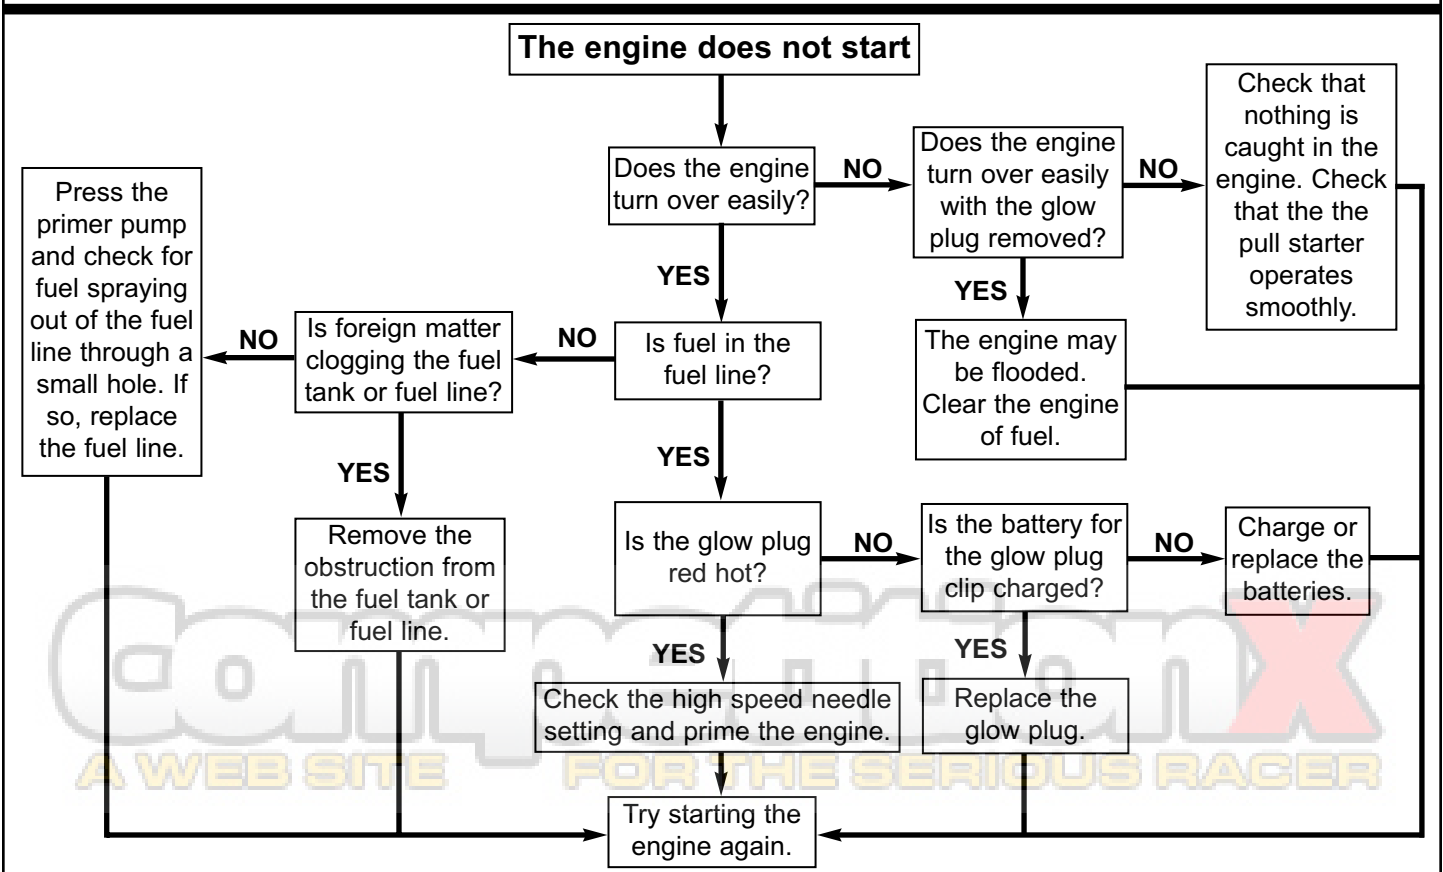 The engine does not start
Does the engine
turn over easily?
NO
Does the engine
turn over easily
with the glow
plug removed?
NO
Check that
nothing is
caught in the
engine. Check
that the the
pull starter
operates
smoothly.
YES
YES
The engine may
be flooded.
Clear the engine
of fuel.
Is fuel in the
fuel line?
NO
Is foreign matter
clogging the fuel
tank or fuel line?
NO
Press the
primer pump
and check for
fuel spraying
out of the fuel
line through a
small hole. If
so, replace
the fuel line.
YES
Remove the
obstruction from
the fuel tank or
fuel line.
YES
Is the glow plug
red hot?
NO
Is the battery for
the glow plug
clip charged?
NO
Charge or
replace the
batteries.
YES
Replace the
glow plug.
YES
Check the high speed needle
setting and prime the engine.
Try starting the
engine again.
CompetitionX
A WEB SITE FOR THE SERIOUS RACER